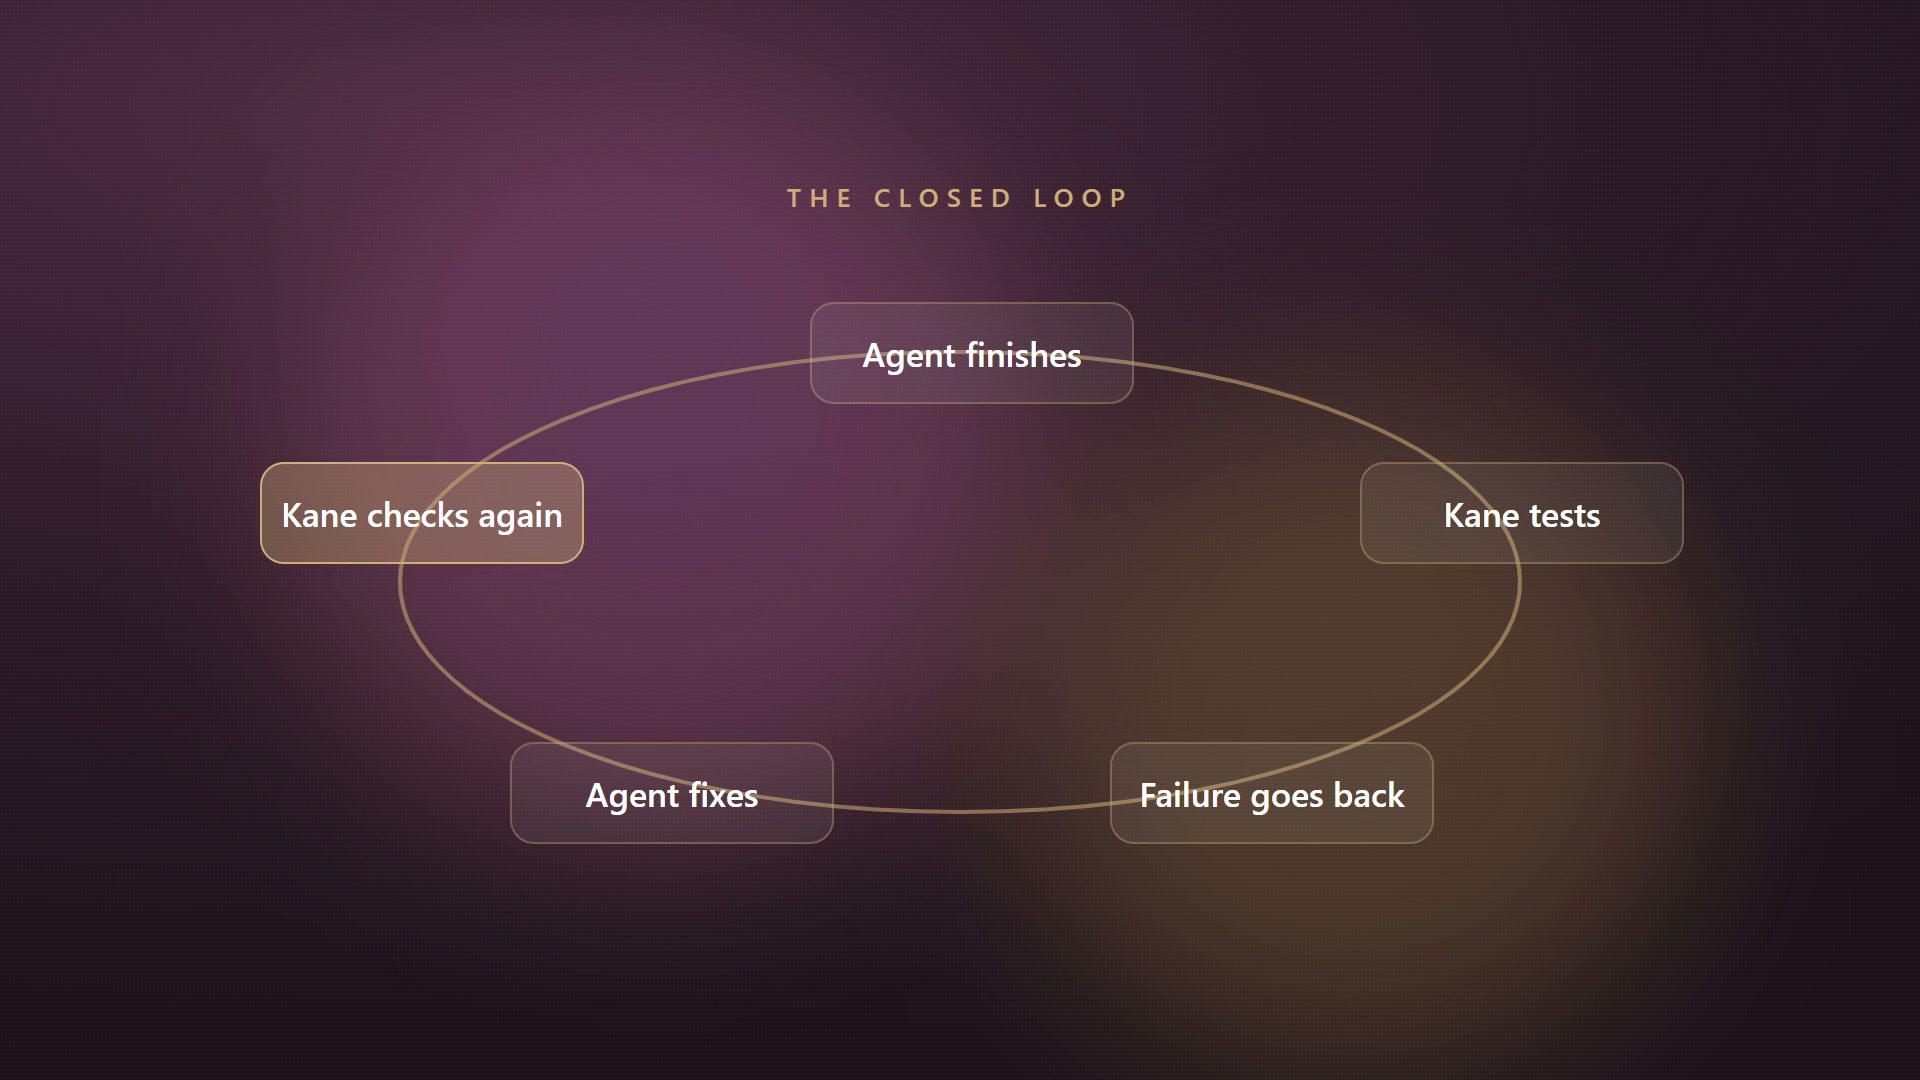 THE CLOSED LOOP
Agent finishes
Kane checks again
Kane tests
Agent fixes
Failure goes back